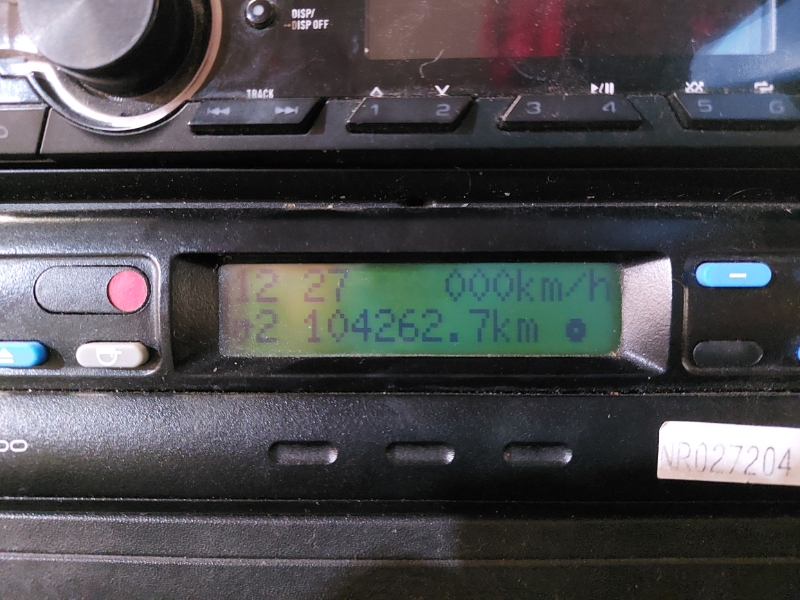 DISP/
DISP OFF
TRACK
1 2 3 4 5 6
12 27 000km/h
2 104262.7km
NR027204